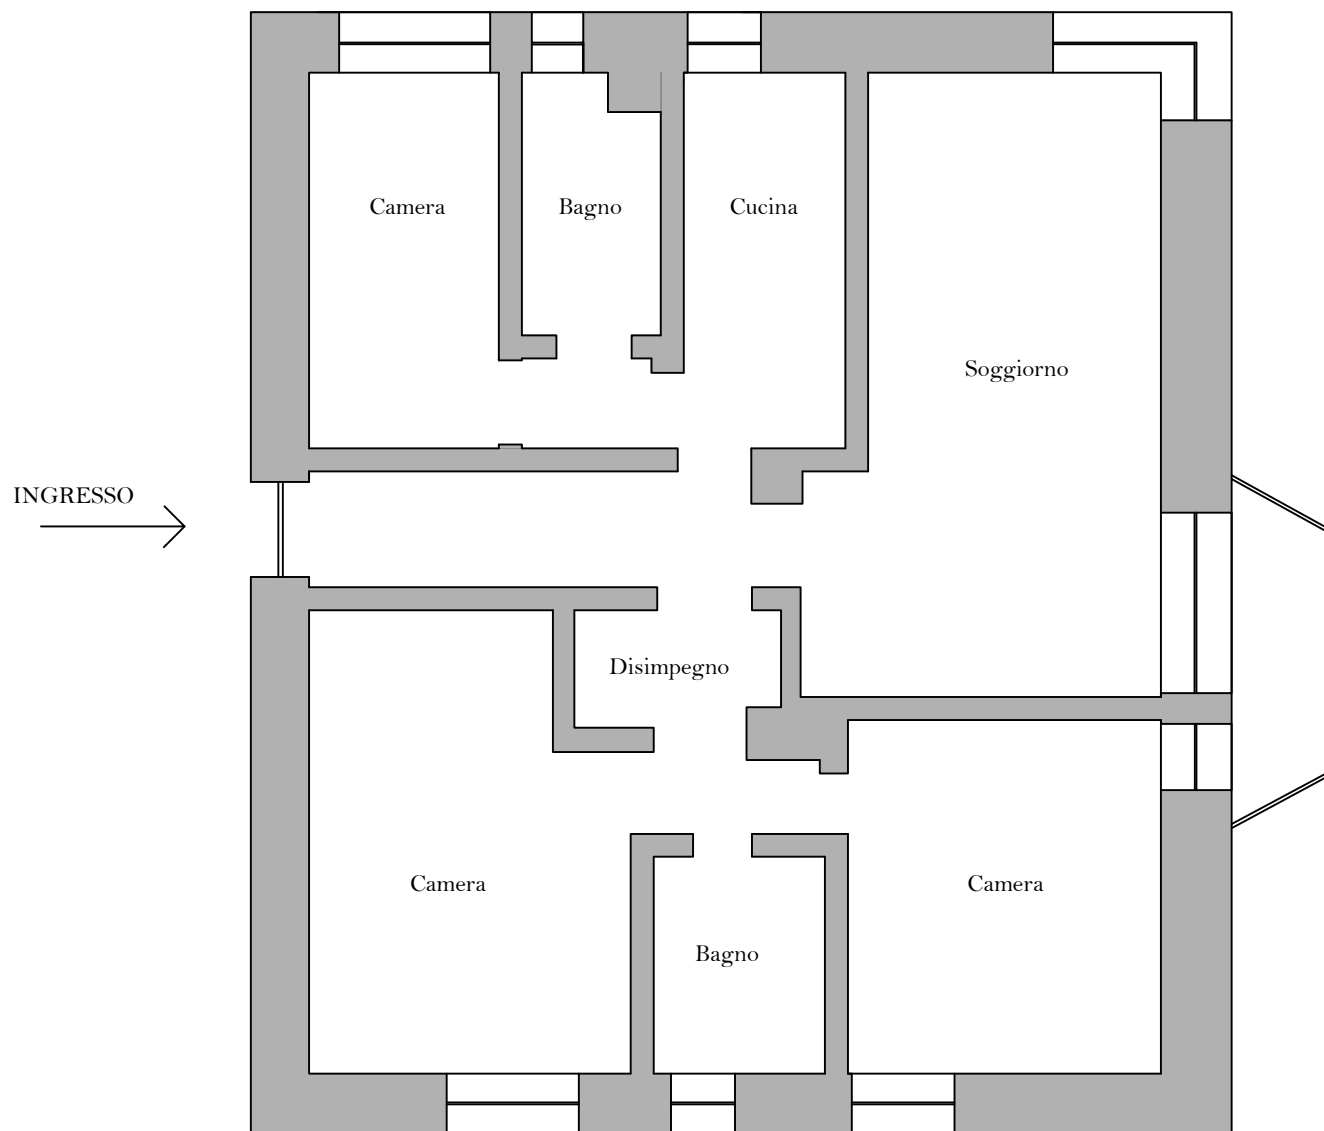 Camera
Bagno
Cucina
Soggiorno
INGRESSO
Disimpegno
Camera
Camera
Bagno